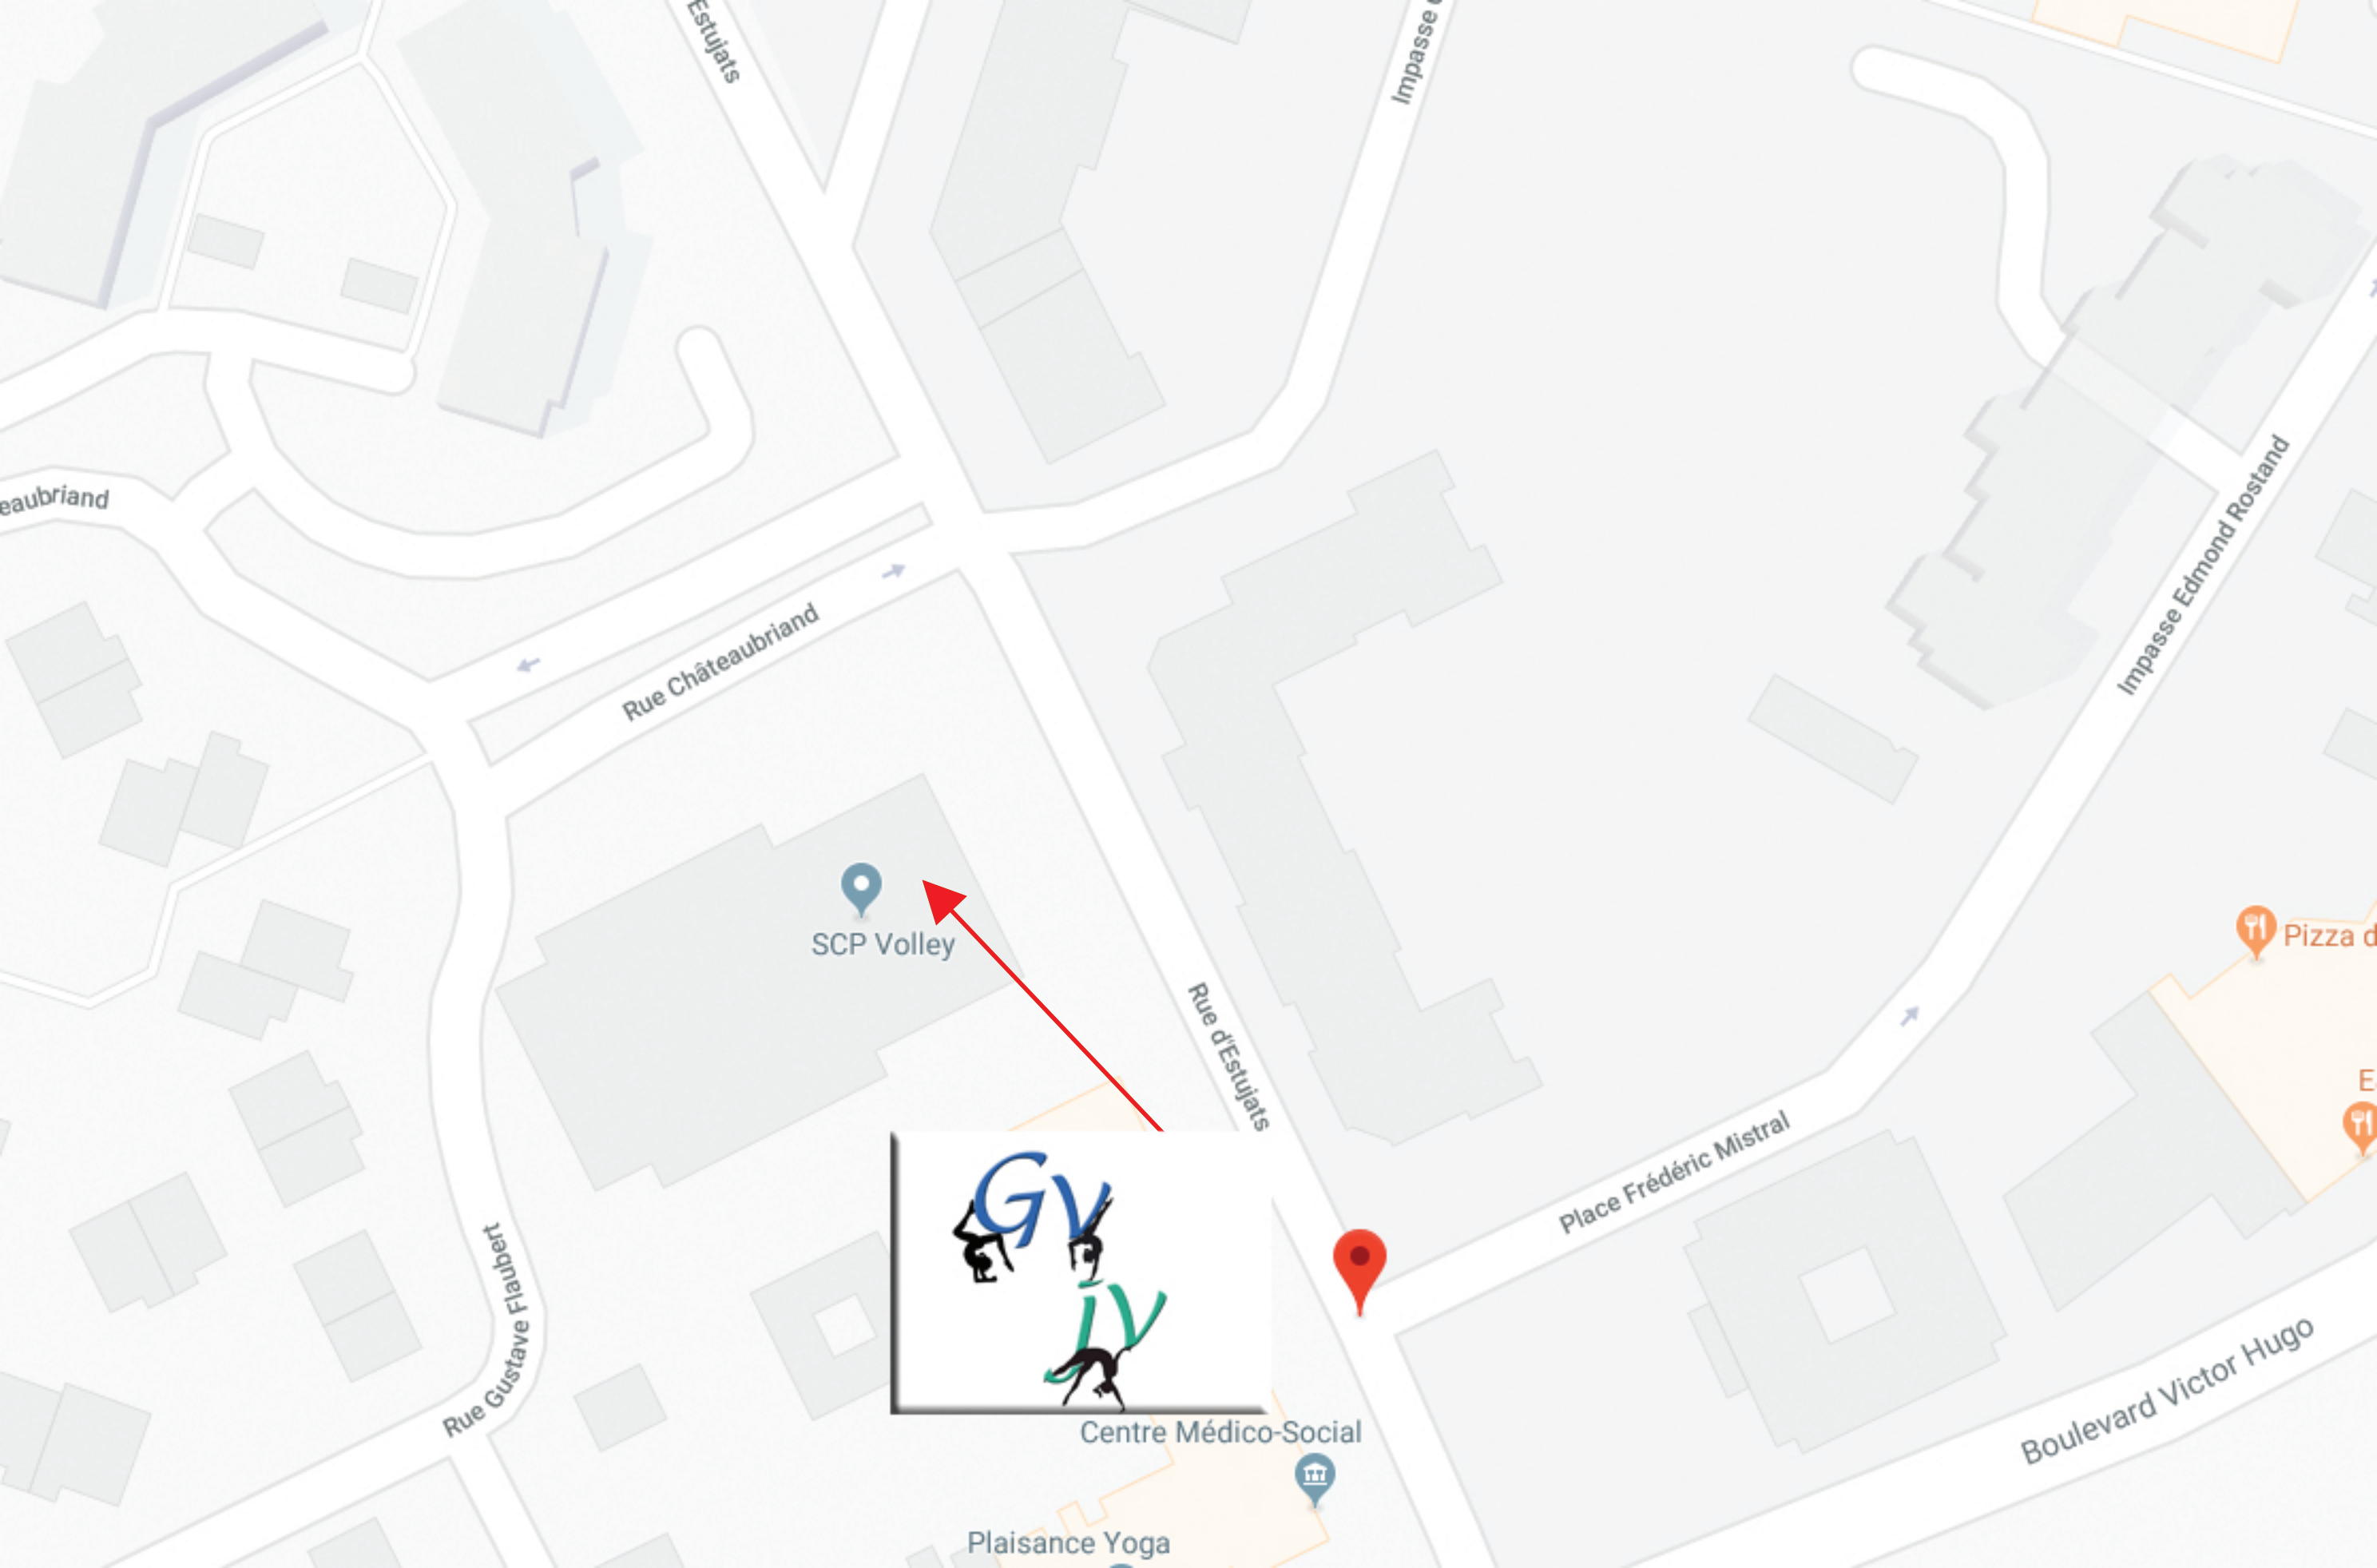 Estujats
Impasse
eaubriand
Impasse Edmond Rostand
Rue Châteaubriand
SCP Volley
Pizza d
Rue d'Estujats
E
Place Frédéric Mistral
GV
iv
Rue Gustave Flaubert
Boulevard Victor Hugo
Centre Médico-Social
Plaisance Yoga